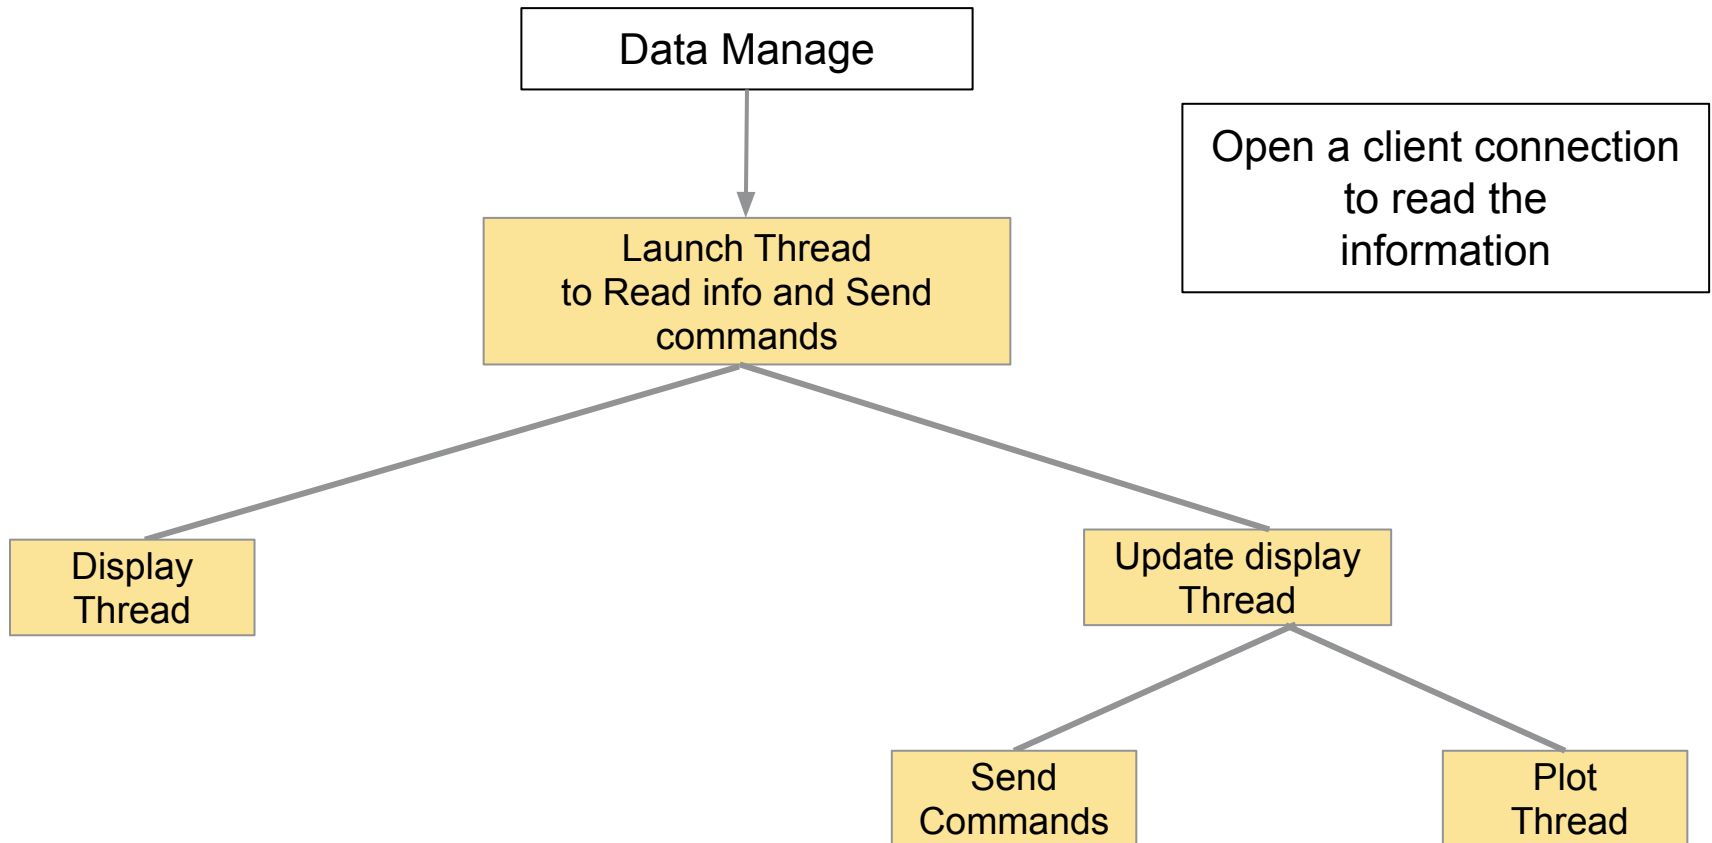 Data Manage
Open a client connection
to read the
information
Launch Thread
to Read info and Send
commands
Display
Thread
Update display
Thread
Send
Commands
Plot
Thread